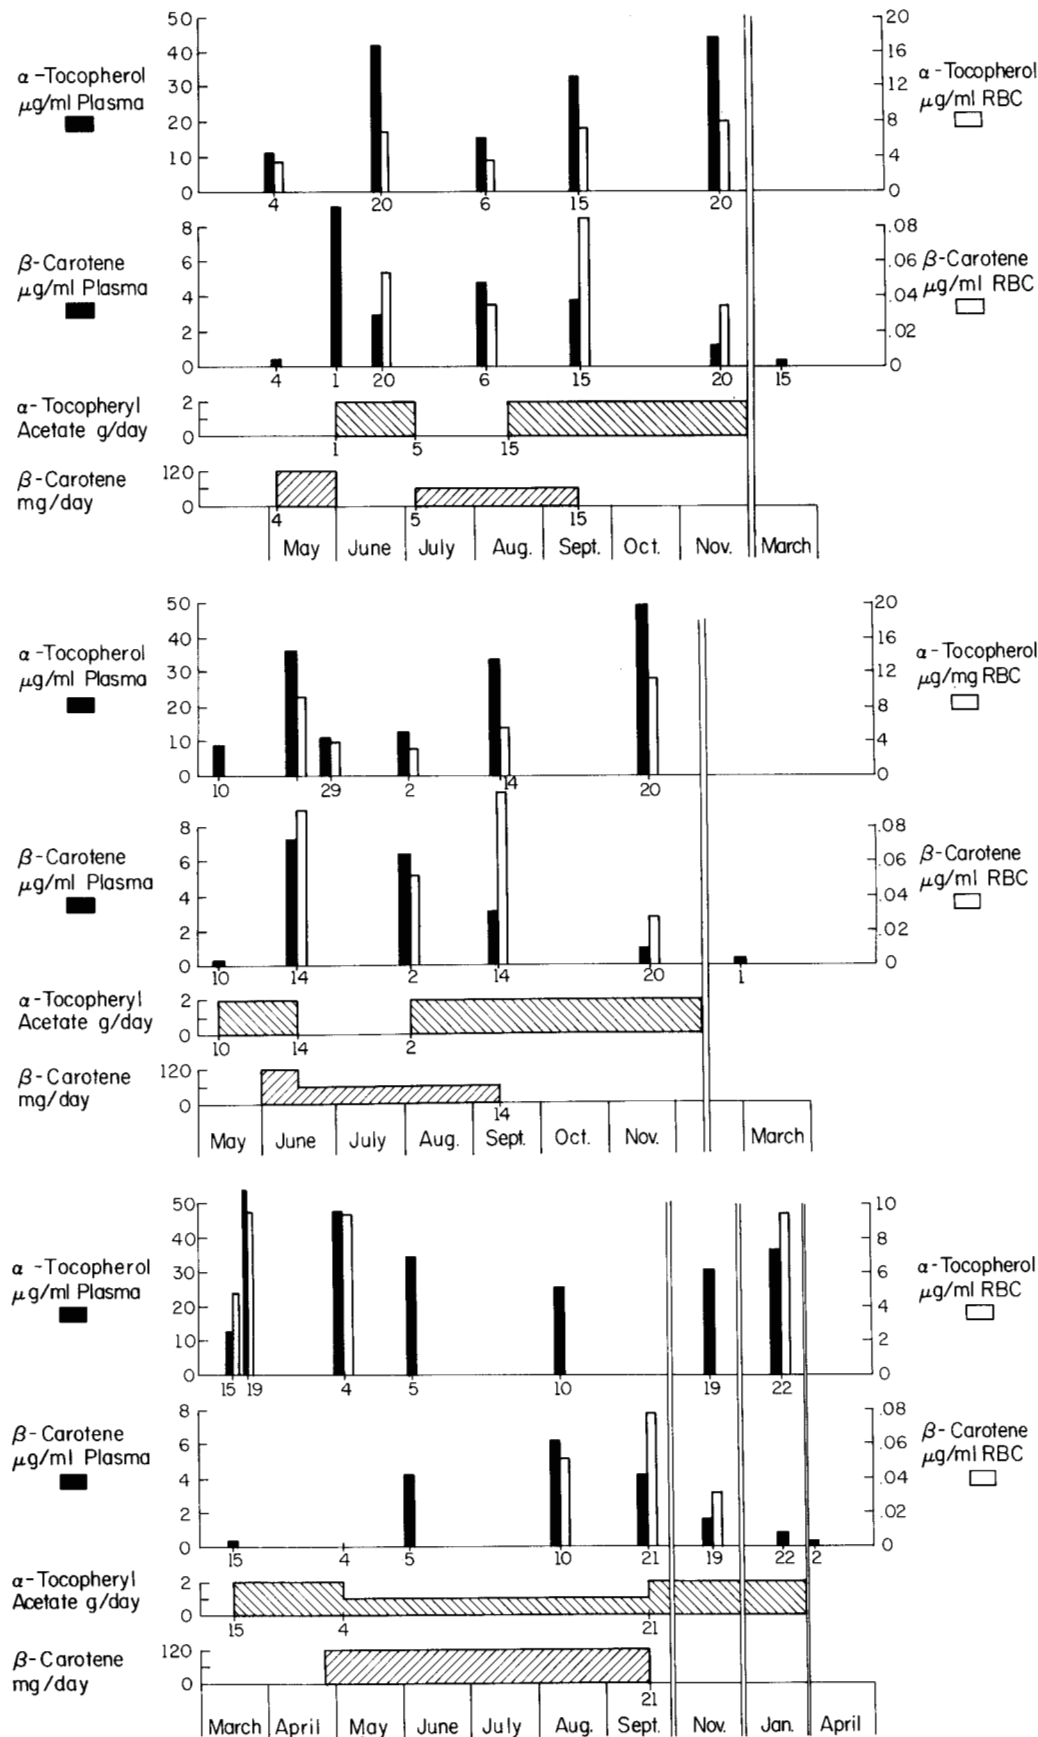 50
40
30
20
10
0
α -Tocopherol
μg/ml Plasma
20
16
12
8
4
0
α -Tocopherol
μg/ml RBC
4 20 6 15 20
8
6
4
2
0
β-Carotene
μg/ml Plasma
.08
.06
.04
.02
0
β-Carotene
μg/ml RBC
4 1 20 6 15 20 15
α- Tocopheryl
Acetate g/day
2
0
1 5 15
β-Carotene
mg/day
120
0
4 5 15
May June July Aug. Sept. Oct. Nov. March
50
40
30
20
10
0
α -Tocopherol
μg/ml Plasma
20
16
12
8
4
0
α -Tocopherol
μg/mg RBC
10 29 2 14 20
8
6
4
2
0
β-Carotene
μg/ml Plasma
.08
.06
.04
.02
0
β-Carotene
μg/ml RBC
10 14 2 14 20 1
α-Tocopheryl
Acetate g/day
2
0
10 14 2
β-Carotene
mg/day
120
0
14
May June July Aug. Sept. Oct. Nov. March
50
40
30
20
10
0
α -Tocopherol
μg/ml Plasma
10
8
6
4
2
0
α-Tocopherol
μg/ml RBC
15 19 4 5 10 19 22
8
6
4
2
0
β-Carotene
μg/ml Plasma
.08
.06
.04
.02
0
β- Carotene
μg/ml RBC
15 4 5 10 21 19 22 2
α-Tocopheryl
Acetate g/day
2
0
15 4 21
β-Carotene
mg/day
120
0
21
March April May June July Aug. Sept. Nov. Jan. April